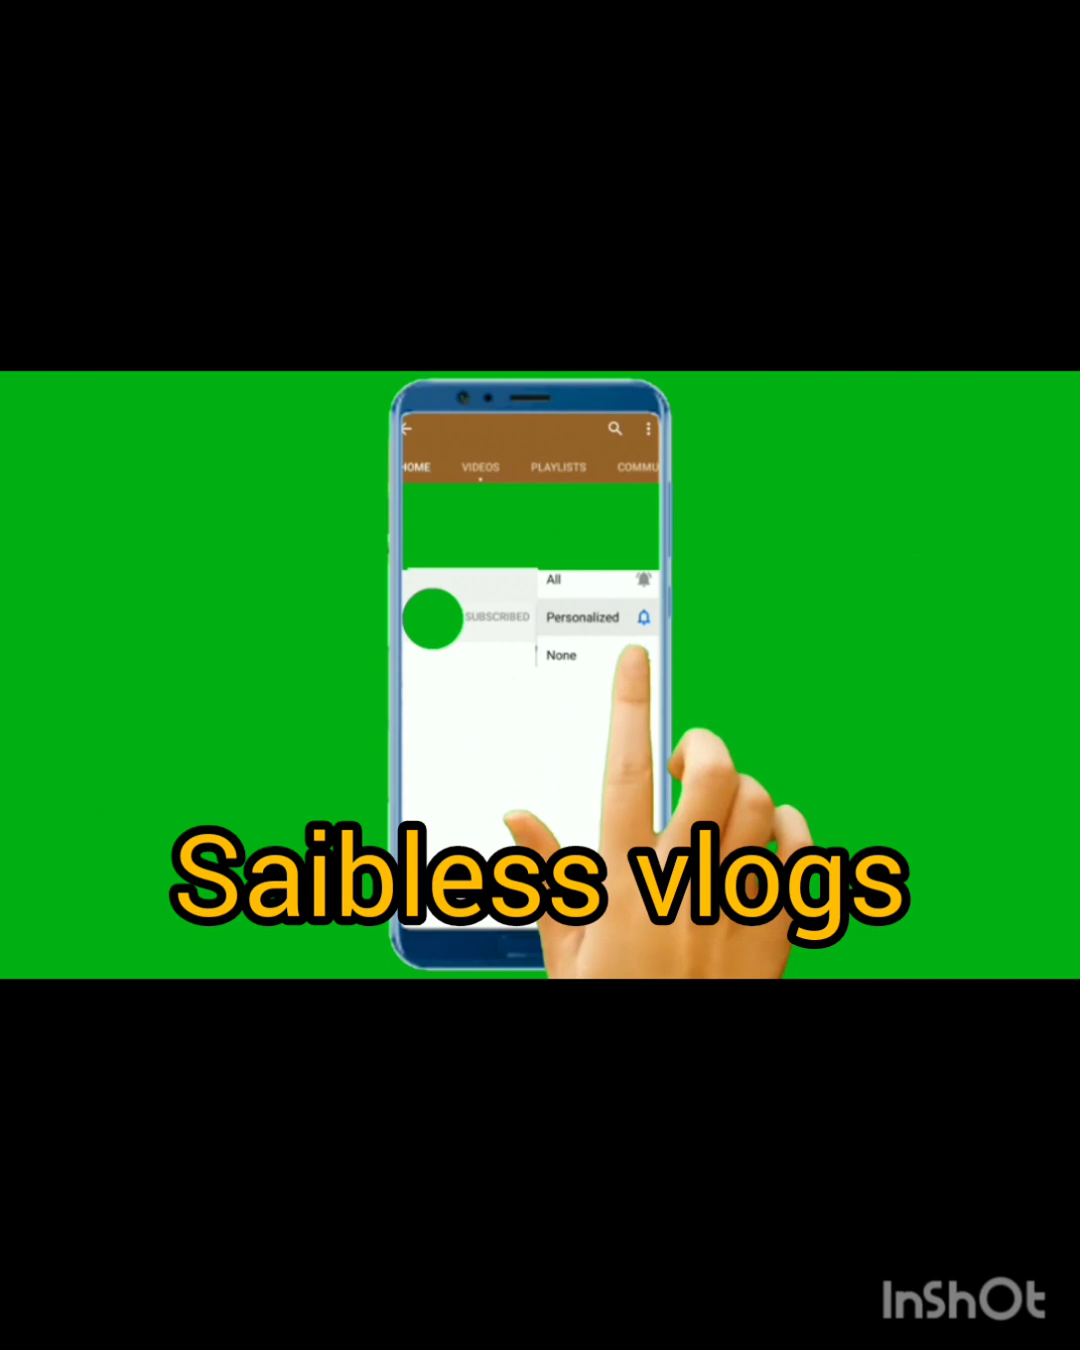 HOME VIDEOS PLAYLISTS COMMU
All
SUBSCRIBED Personalized
None
Saibless vlogs
InShOt